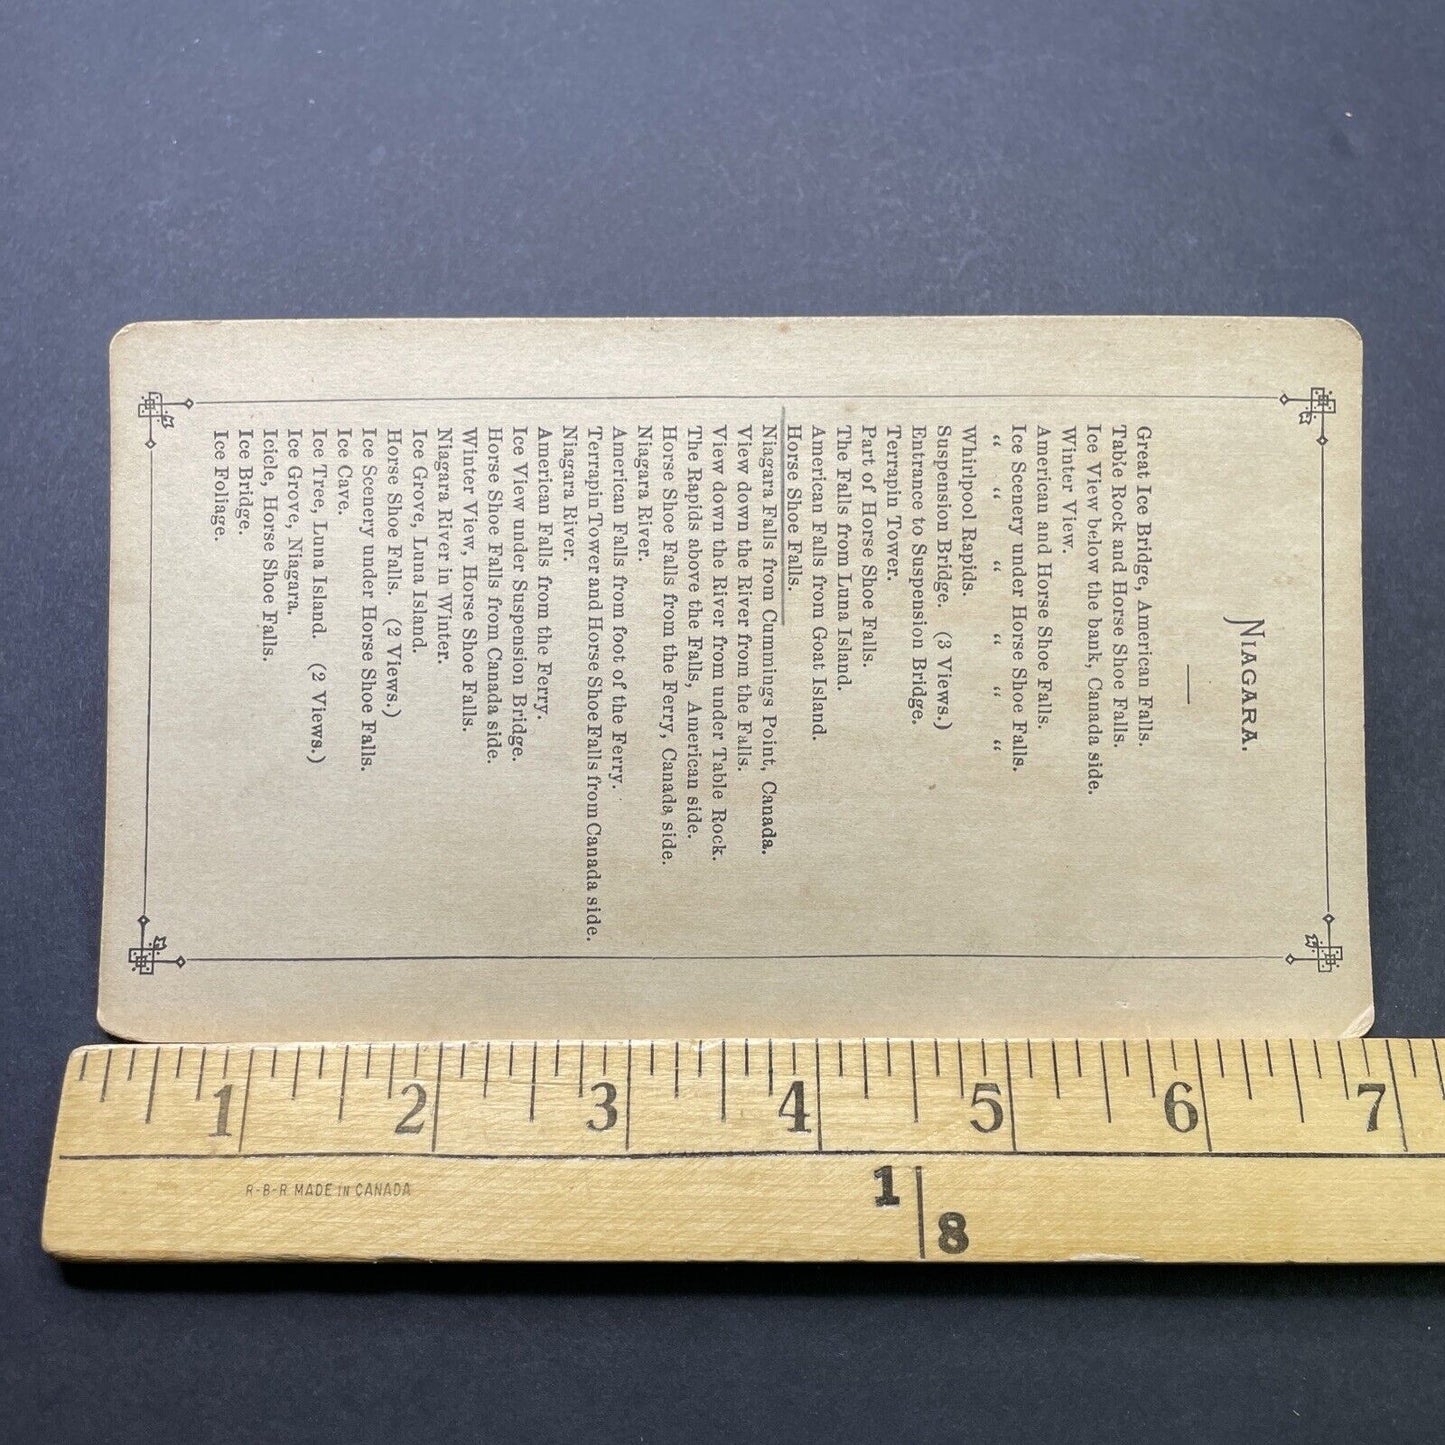 NIAGARA.
Great Ice Bridge, American Falls.
Table Rock and Horse Shoe Falls.
Ice View below the bank, Canada side.
Winter View.
American and Horse Shoe Falls.
Ice Scenery under Horse Shoe Falls.
“ “ “ “ “ “
Whirlpool Rapids.
Suspension Bridge. (3 Views.)
Entrance to Suspension Bridge.
Terrapin Tower.
Part of Horse Shoe Falls.
The Falls from Luna Island.
American Falls from Goat Island.
Horse Shoe Falls.
Niagara Falls from Cummings Point, Canada.
View down the River from the Falls.
View down the River from under Table Rock.
The Rapids above the Falls, American side.
Horse Shoe Falls from the Ferry, Canada side.
Niagara River.
American Falls from foot of the Ferry.
Terrapin Tower and Horse Shoe Falls from Canada side.
Niagara River.
American Falls from the Ferry.
Ice View under Suspension Bridge.
Horse Shoe Falls from Canada side.
Winter View, Horse Shoe Falls.
Niagara River in Winter.
Ice Grove, Luna Island.
Horse Shoe Falls. (2 Views.)
Ice Scenery under Horse Shoe Falls.
Ice Cave.
Ice Tree, Luna Island. (2 Views.)
Ice Grove, Niagara.
Icicle, Horse Shoe Falls.
Ice Bridge.
Ice Foliage.
1 2 3 4 5 6 7
R-B-R MADE IN CANADA
1 8